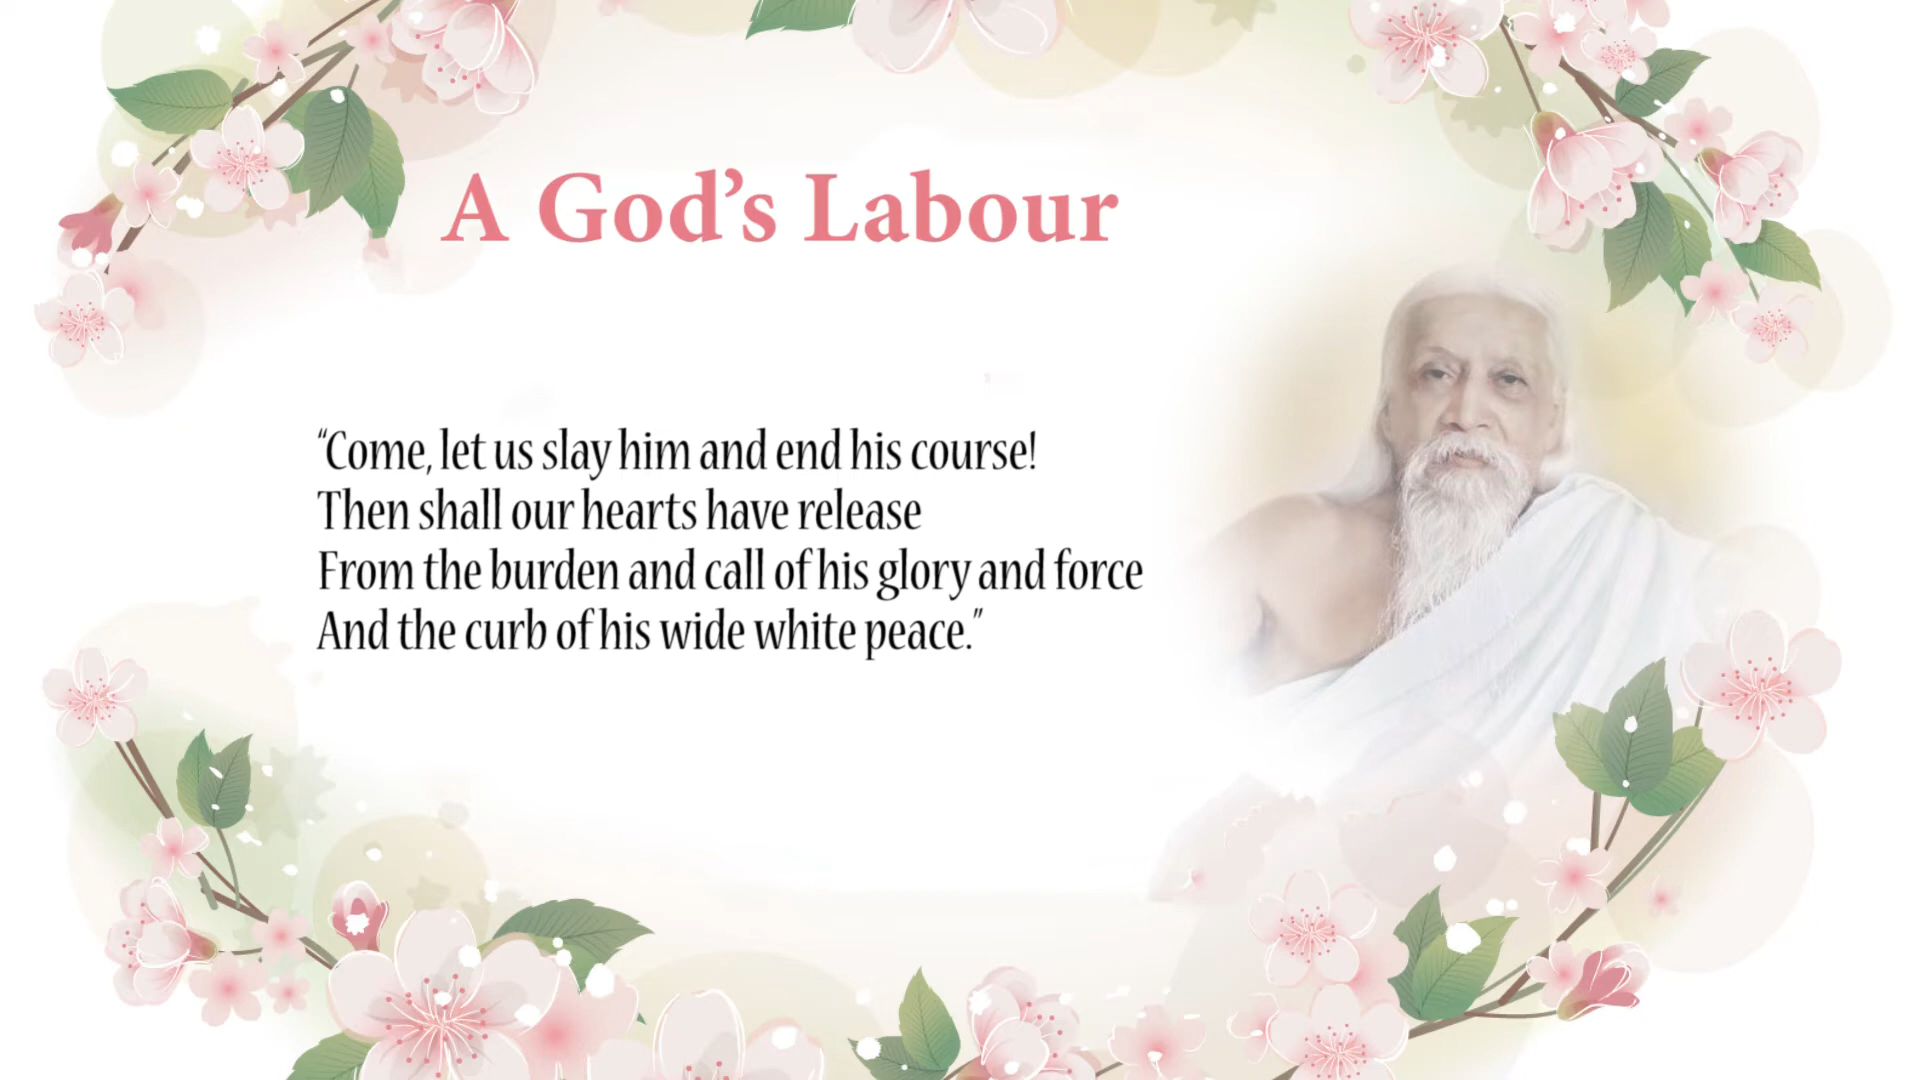 A God’s Labour
“Come, let us slay him and end his course!
Then shall our hearts have release
From the burden and call of his glory and force
And the curb of his wide white peace.”